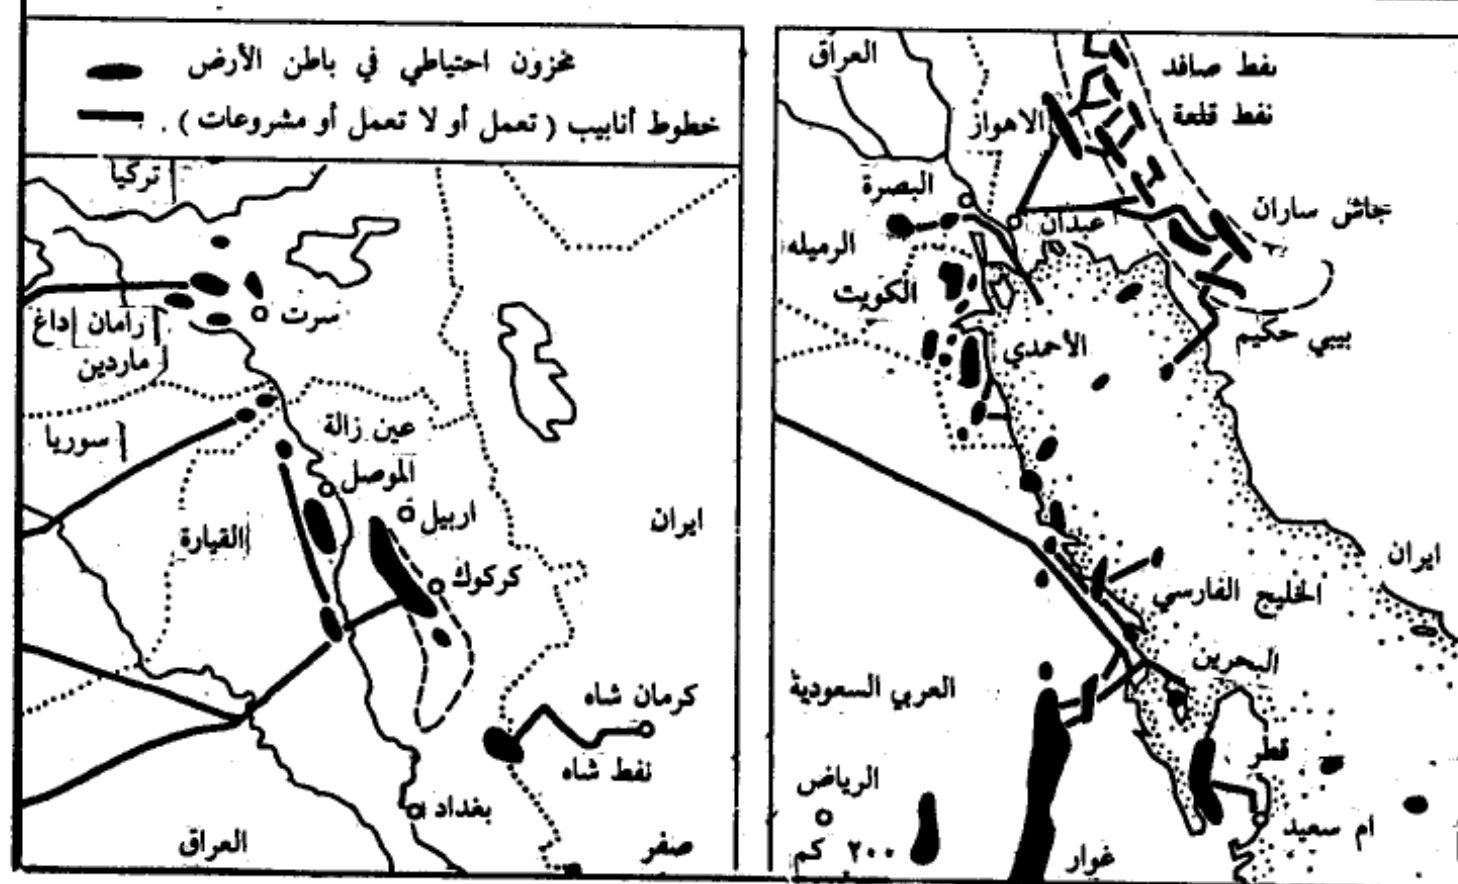 مخزون احتياطي في باطن الأرض
خطوط أنابيب (تعمل أو لا تعمل أو مشروعات).
تركيا
سرت
رامان داغ
ماردين
سوريا
عين زالة
الموصل
اربيل
القيارة
كركوك
ايران
كرمان شاه
نفط شاه
بغداد
العراق
صفر
العراق
نفط صافد
نفط قلعة
الاهواز
البصرة
عبدان
جاش ساران
الرميله
الكويت
بيبي حكيم
الأحمدي
ايران
الخليج الفارسي
البحرين
العربي السعودية
قطر
الرياض
ام سعيد
٢٠٠ كم
غوار